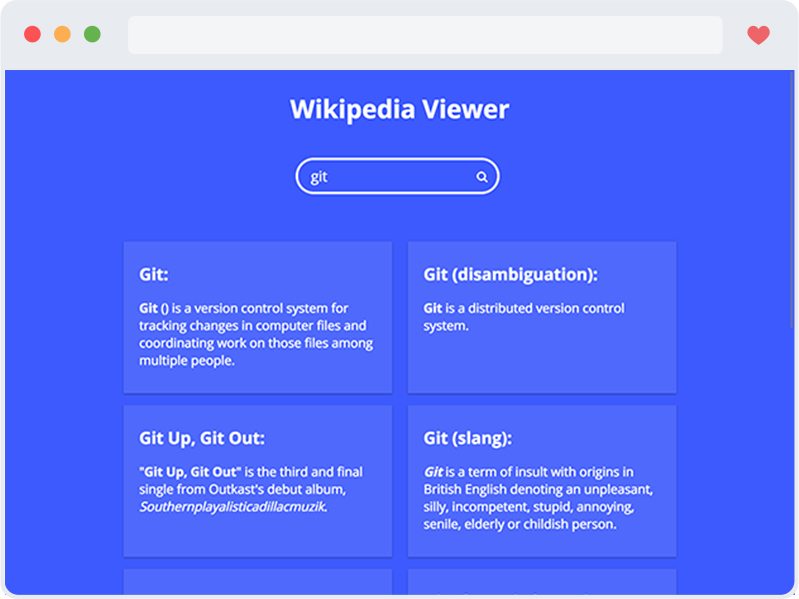 Wikipedia Viewer
git
Git:
Git () is a version control system for
tracking changes in computer files and
coordinating work on those files among
multiple people.
Git (disambiguation):
Git is a distributed version control
system.
Git Up, Git Out:
"Git Up, Git Out" is the third and final
single from Outkast's debut album,
Southernplayalisticadillacmuzik.
Git (slang):
Git is a term of insult with origins in
British English denoting an unpleasant,
silly, incompetent, stupid, annoying,
senile, elderly or childish person.